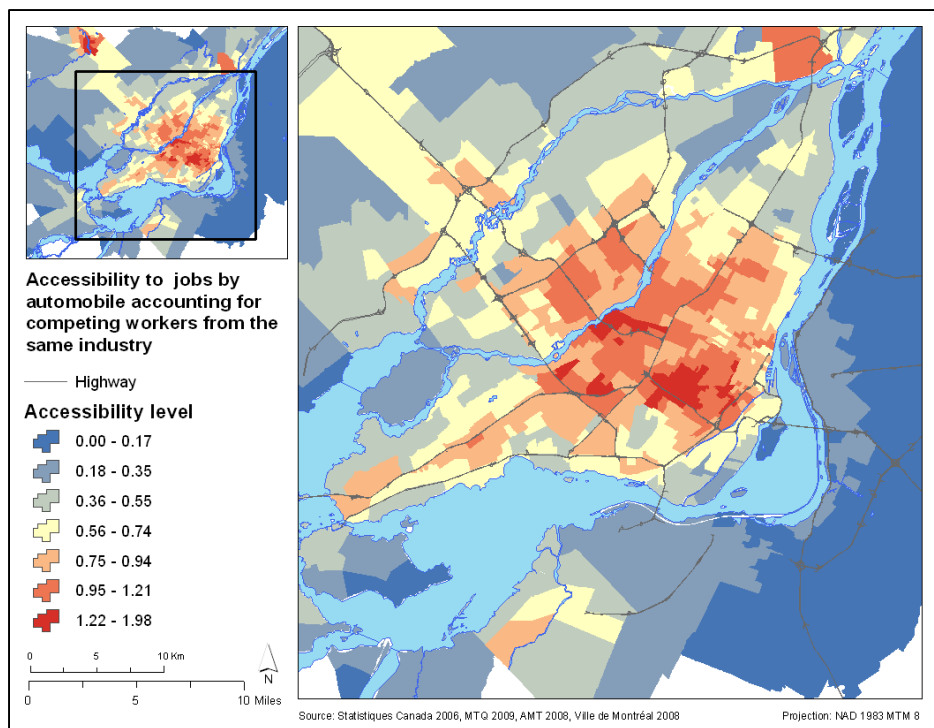 Accessibility to jobs by
automobile accounting for
competing workers from the
same industry
Highway
Accessibility level
0.00 - 0.17
0.18 - 0.35
0.36 - 0.55
0.56 - 0.74
0.75 - 0.94
0.95 - 1.21
1.22 - 1.98
0 5 10 Km
N
0 5 10 Miles
Source: Statistiques Canada 2006, MTQ 2009, AMT 2008, Ville de Montréal 2008
Projection: NAD 1983 MTM 8